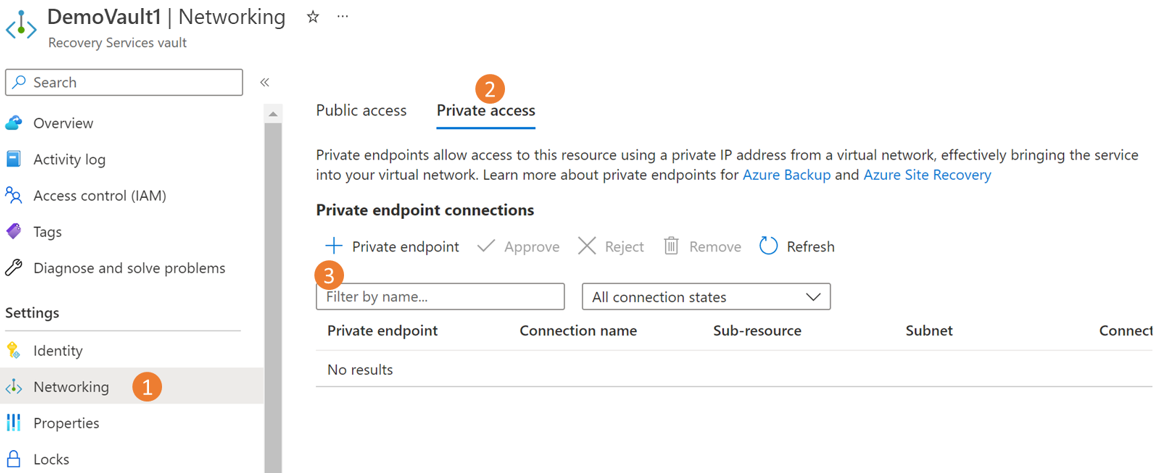 DemoVault1 | Networking
Recovery Services vault
Search
Overview
Activity log
Access control (IAM)
Tags
Diagnose and solve problems
Settings
Identity
Networking 1
Properties
Locks
2
Public access Private access
Private endpoints allow access to this resource using a private IP address from a virtual network, effectively bringing the service
into your virtual network. Learn more about private endpoints for Azure Backup and Azure Site Recovery
Private endpoint connections
Private endpoint Approve Reject Remove Refresh
3
Filter by name... All connection states
Private endpoint Connection name Sub-resource Subnet Connect
No results